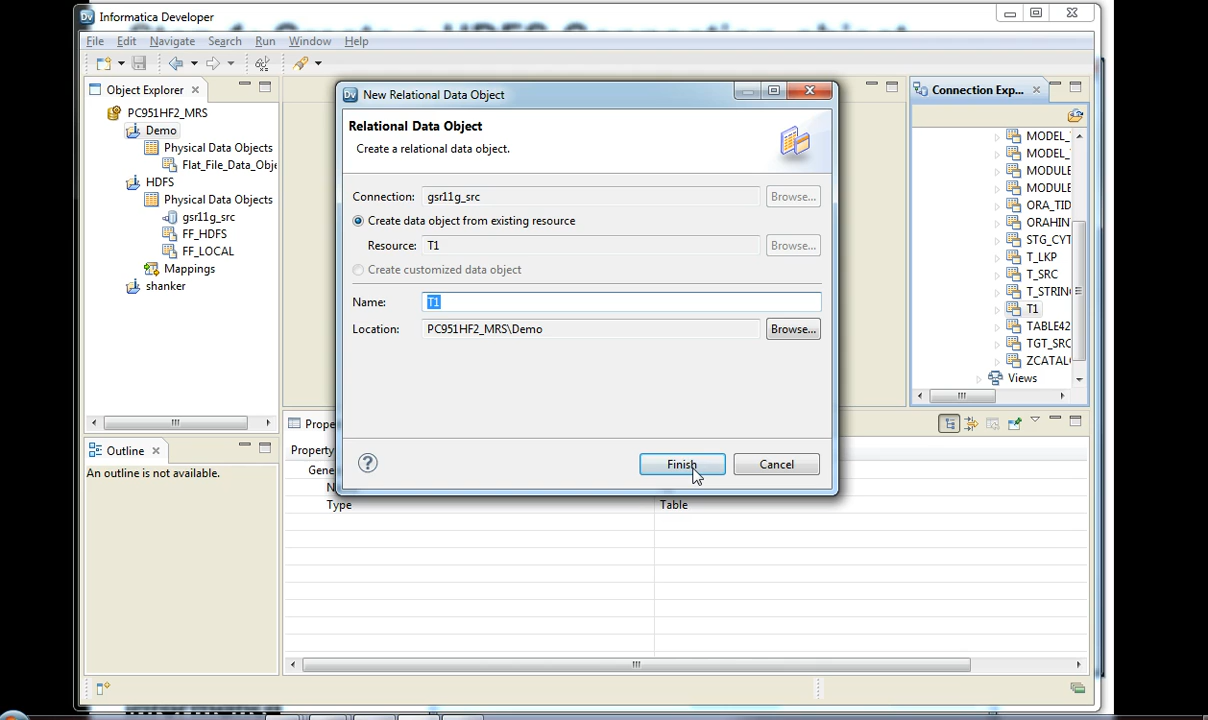 Informatica Developer
File Edit Navigate Search Run Window Help
Object Explorer
PC951HF2_MRS
Demo
Physical Data Objects
Flat_File_Data_Obje
HDFS
Physical Data Objects
gsr11g_src
FF_HDFS
FF_LOCAL
Mappings
shanker
Outline
An outline is not available.
New Relational Data Object
Relational Data Object
Create a relational data object.
Connection: gsr11g_src Browse...
Create data object from existing resource
Resource: T1 Browse...
Create customized data object
Name: T1
Location: PC951HF2_MRS\Demo Browse...
Finish Cancel
Connection Exp...
MODEL_
MODEL_
MODULE
MODULE
ORA_TID
ORAHIN
STG_CYT
T_LKP
T_SRC
T_STRIN
T1
TABLE42
TGT_SRC
ZCATAL
Views
Prope
Property
Gene
N
Type Table